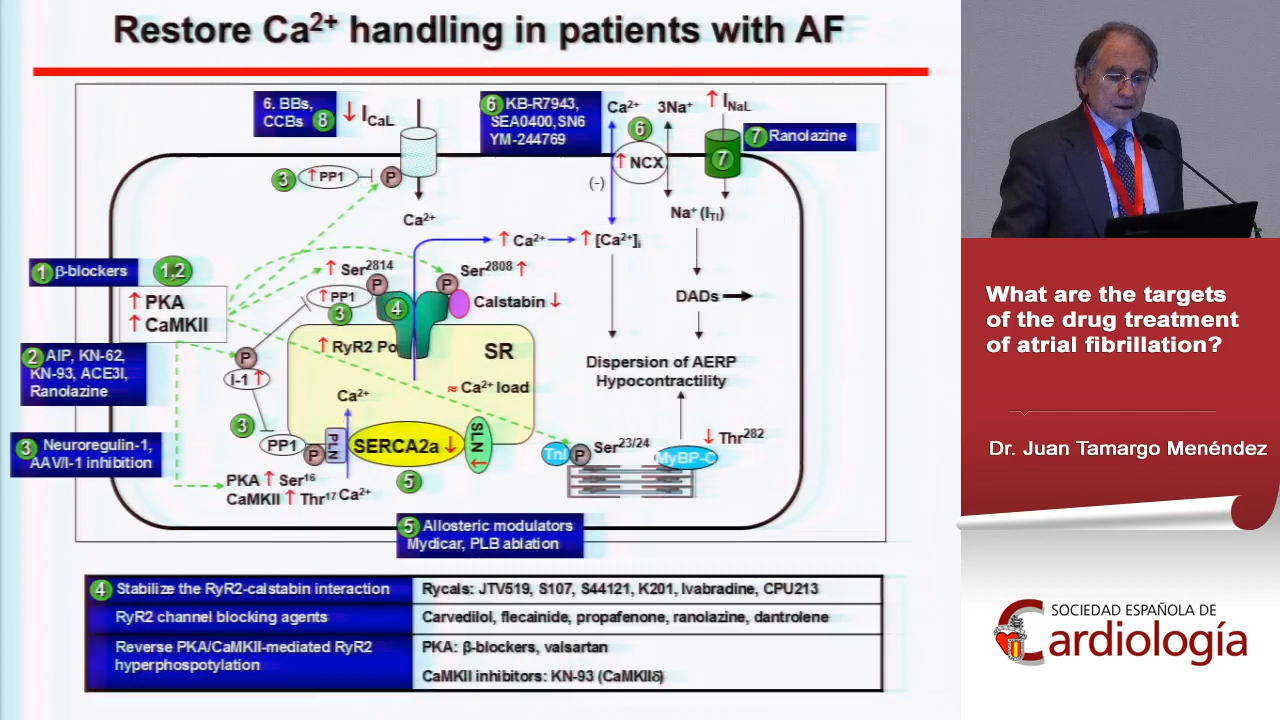 Restore Ca2+ handling in patients with AF
6. BBs,
CCBs 8
↓ ICaL
6 KB-R7943,
SEA0400,SN6
YM-244769
Ca2+ 3Na+ ↑ INaL
6
7 Ranolazine
↑ NCX
7
3 ↑ PP1 P
(-)
Ca2+
Na+ (ITI)
↑ Ca2+ ↑ [Ca2+]i
1 β-blockers 1,2
↑ Ser2814
Ser2808 ↑
P P
↑ PKA
↑ CaMKII
↑ PP1
3
4
Calstabin ↓
DADs
↑ RyR2 Po
SR
2 AIP, KN-62,
KN-93, ACE3I,
Ranolazine
P
I-1 ↑
≈ Ca2+ load
Ca2+
Dispersion of AERP
Hypocontractility
3
3 Neuroregulin-1,
AAV/I-1 inhibition
PP1 P PLN
SERCA2a ↓
SLN ↓
TnI P Ser23/24
MyBP-C
↓ Thr282
PKA ↑ Ser16
CaMKII ↑ Thr17 Ca2+
5
5 Allosteric modulators
Mydicar, PLB ablation
4 Stabilize the RyR2-calstabin interaction
Rycals: JTV519, S107, S44121, K201, Ivabradine, CPU213
RyR2 channel blocking agents
Carvedilol, flecainide, propafenone, ranolazine, dantrolene
Reverse PKA/CaMKII-mediated RyR2
hyperphospotylation
PKA: β-blockers, valsartan
CaMKII inhibitors: KN-93 (CaMKIIδ)
What are the targets
of the drug treatment
of atrial fibrillation?
Dr. Juan Tamargo Menéndez
SOCIEDAD ESPAÑOLA DE
Cardiología